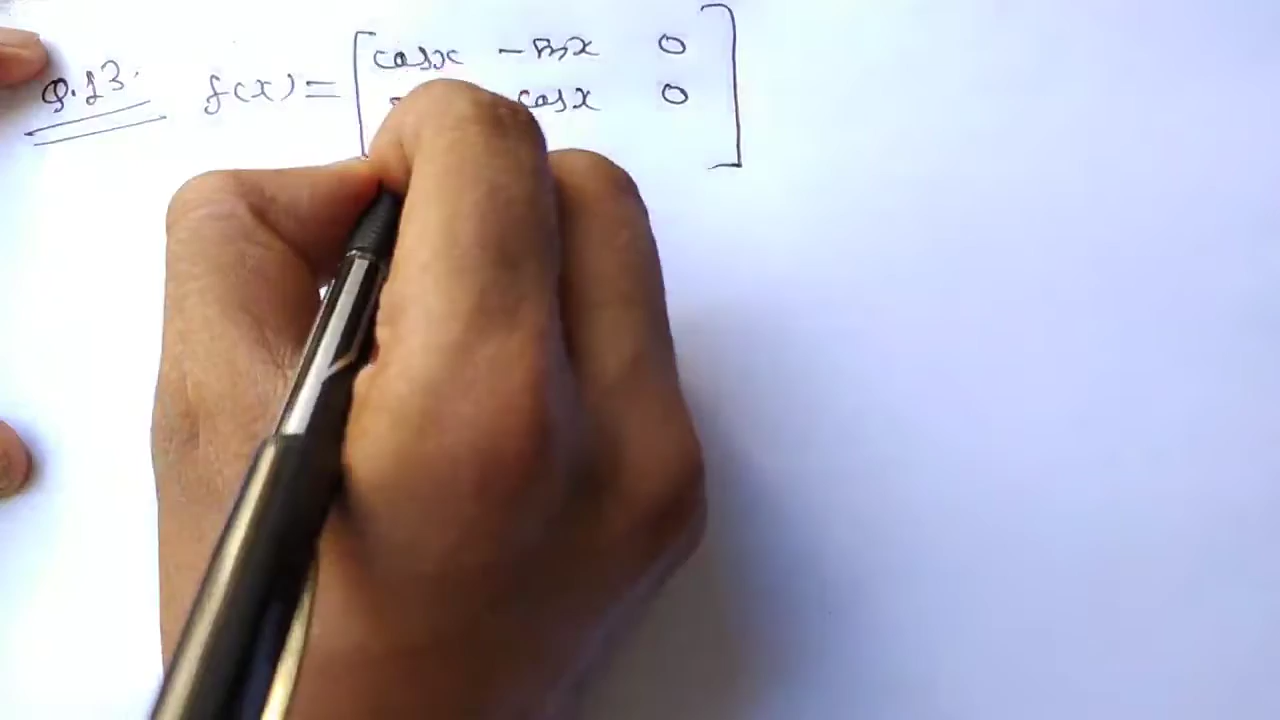 Q.13. f(x) = [cosx -sinx 0
cosx 0]